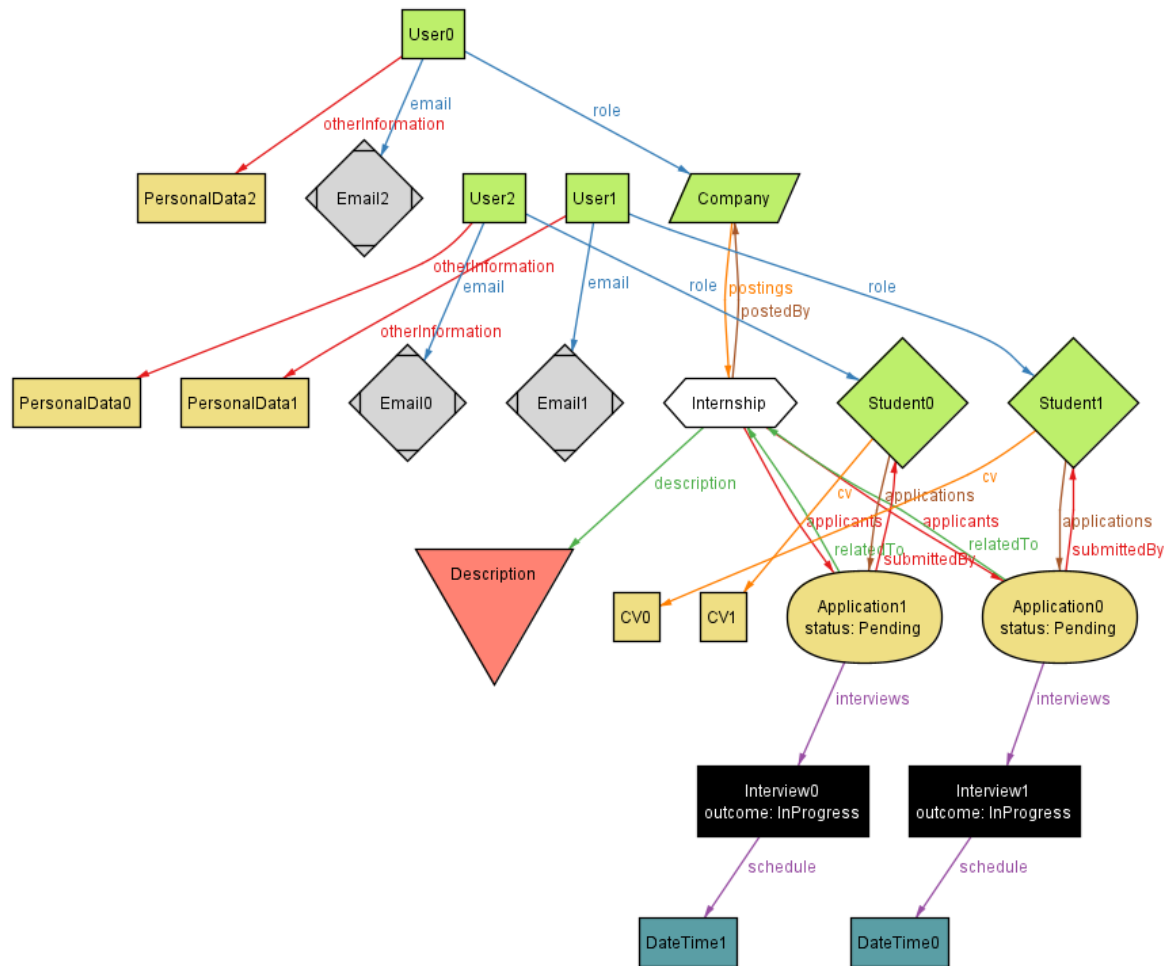 User0
email
role
otherInformation
PersonalData2
Email2
User2
User1
Company
otherInformation
email
email
role
postings
role
postedBy
otherInformation
PersonalData0
PersonalData1
Email0
Email1
Internship
Student0
Student1
description
cv
applications
cv
applicants
applicants
applications
relatedTo
submittedBy
relatedTo
submittedBy
Description
CV0
CV1
Application1
status: Pending
Application0
status: Pending
interviews
interviews
Interview0
outcome: InProgress
Interview1
outcome: InProgress
schedule
schedule
DateTime1
DateTime0